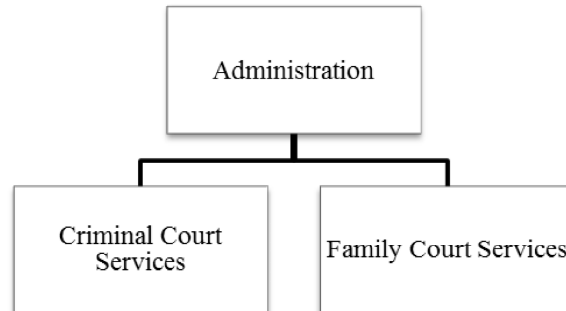 Administration
Criminal Court
Services
Family Court Services